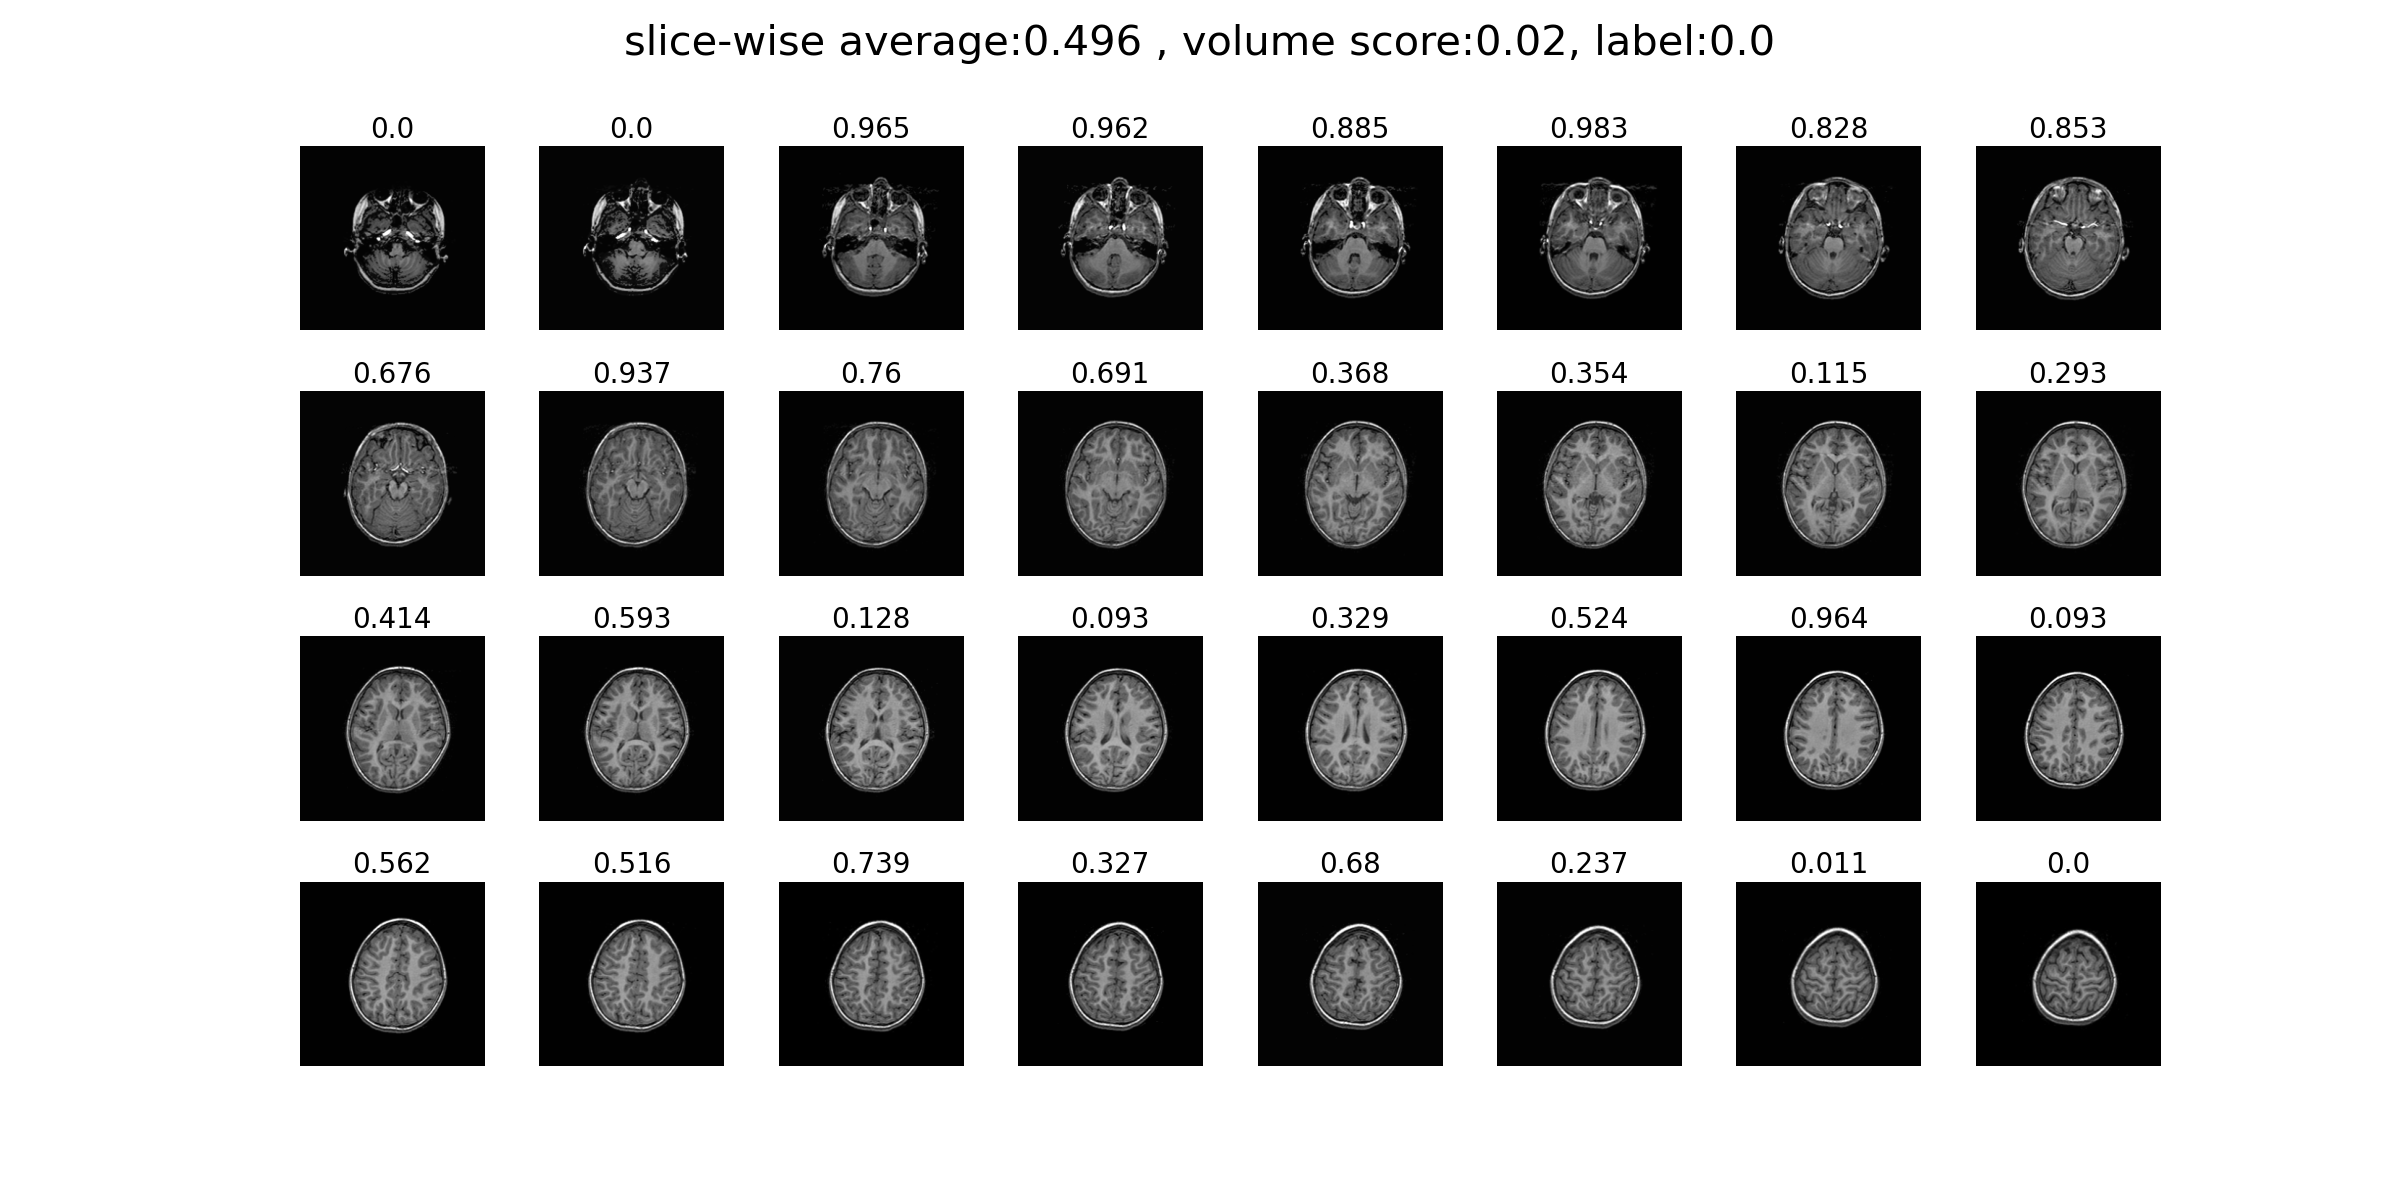 slice-wise average:0.496 , volume score:0.02, label:0.0
0.0 0.0 0.965 0.962 0.885 0.983 0.828 0.853
0.676 0.937 0.76 0.691 0.368 0.354 0.115 0.293
0.414 0.593 0.128 0.093 0.329 0.524 0.964 0.093
0.562 0.516 0.739 0.327 0.68 0.237 0.011 0.0